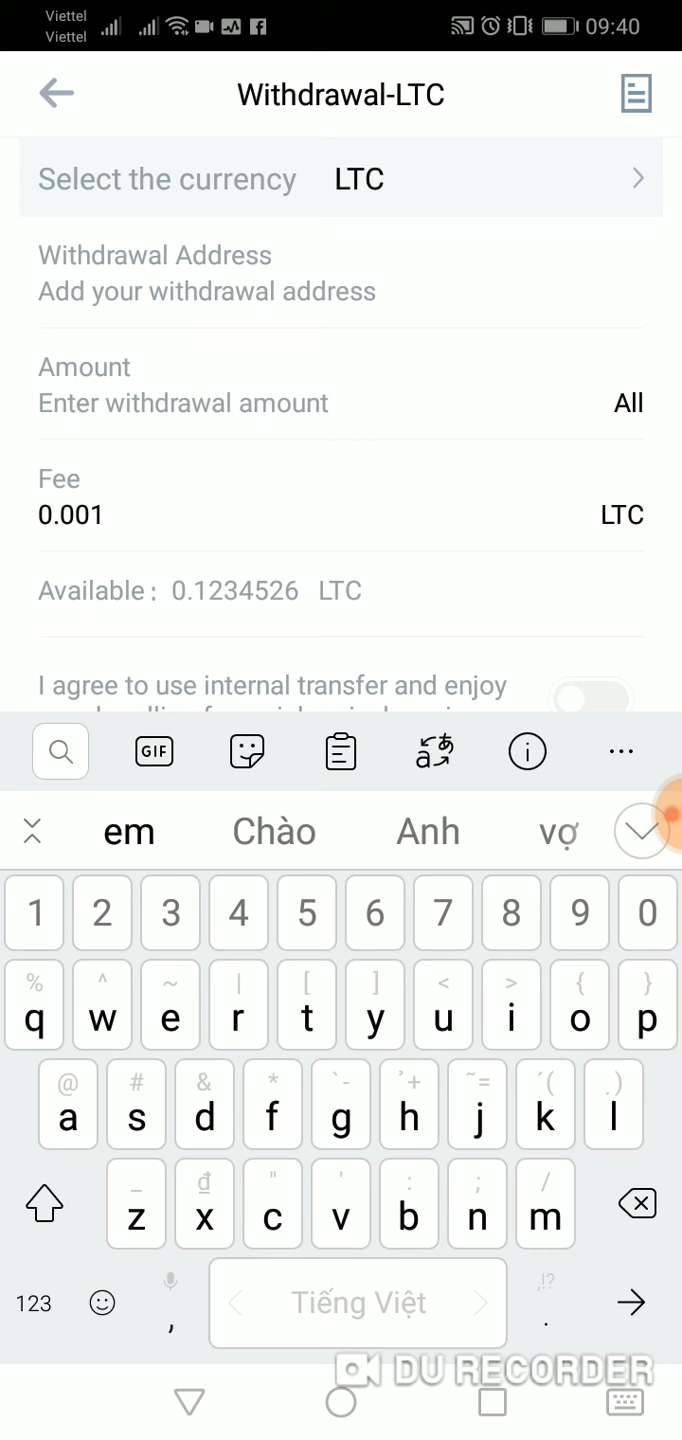 Viettel
Viettel
09:40
Withdrawal-LTC
Select the currency LTC
Withdrawal Address
Add your withdrawal address
Amount
Enter withdrawal amount All
Fee
0.001 LTC
Available: 0.1234526 LTC
I agree to use internal transfer and enjoy
GIF
em Chào Anh vợ
1 2 3 4 5 6 7 8 9 0
% ^ ~ | [ ] < > { }
q w e r t y u i o p
@ # & * `- ̉+ ~= ´( .)
a s d f g h j k l
_ đ " ' : ; /
z x c v b n m
123 , < Tiếng Việt > ,!? .
DU RECORDER